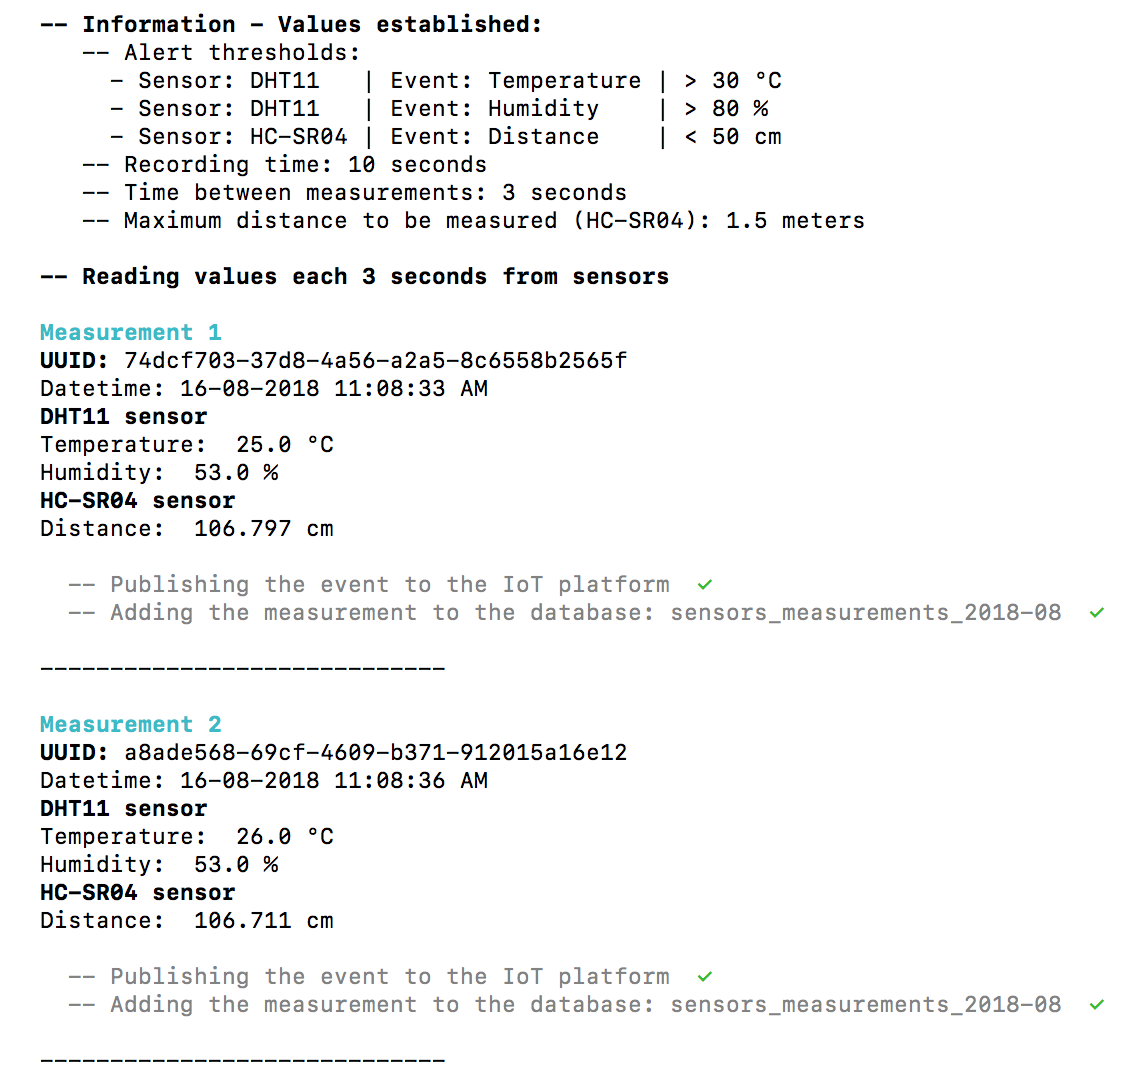 -- Information - Values established:
-- Alert thresholds:
- Sensor: DHT11   | Event: Temperature | > 30 °C
- Sensor: DHT11   | Event: Humidity    | > 80 %
- Sensor: HC-SR04 | Event: Distance    | < 50 cm
-- Recording time: 10 seconds
-- Time between measurements: 3 seconds
-- Maximum distance to be measured (HC-SR04): 1.5 meters
-- Reading values each 3 seconds from sensors
Measurement 1
UUID: 74dcf703-37d8-4a56-a2a5-8c6558b2565f
Datetime: 16-08-2018 11:08:33 AM
DHT11 sensor
Temperature:  25.0 °C
Humidity:  53.0 %
HC-SR04 sensor
Distance:  106.797 cm
-- Publishing the event to the IoT platform  ✓
-- Adding the measurement to the database: sensors_measurements_2018-08  ✓
-----------------------------
Measurement 2
UUID: a8ade568-69cf-4609-b371-912015a16e12
Datetime: 16-08-2018 11:08:36 AM
DHT11 sensor
Temperature:  26.0 °C
Humidity:  53.0 %
HC-SR04 sensor
Distance:  106.711 cm
-- Publishing the event to the IoT platform  ✓
-- Adding the measurement to the database: sensors_measurements_2018-08  ✓
-----------------------------